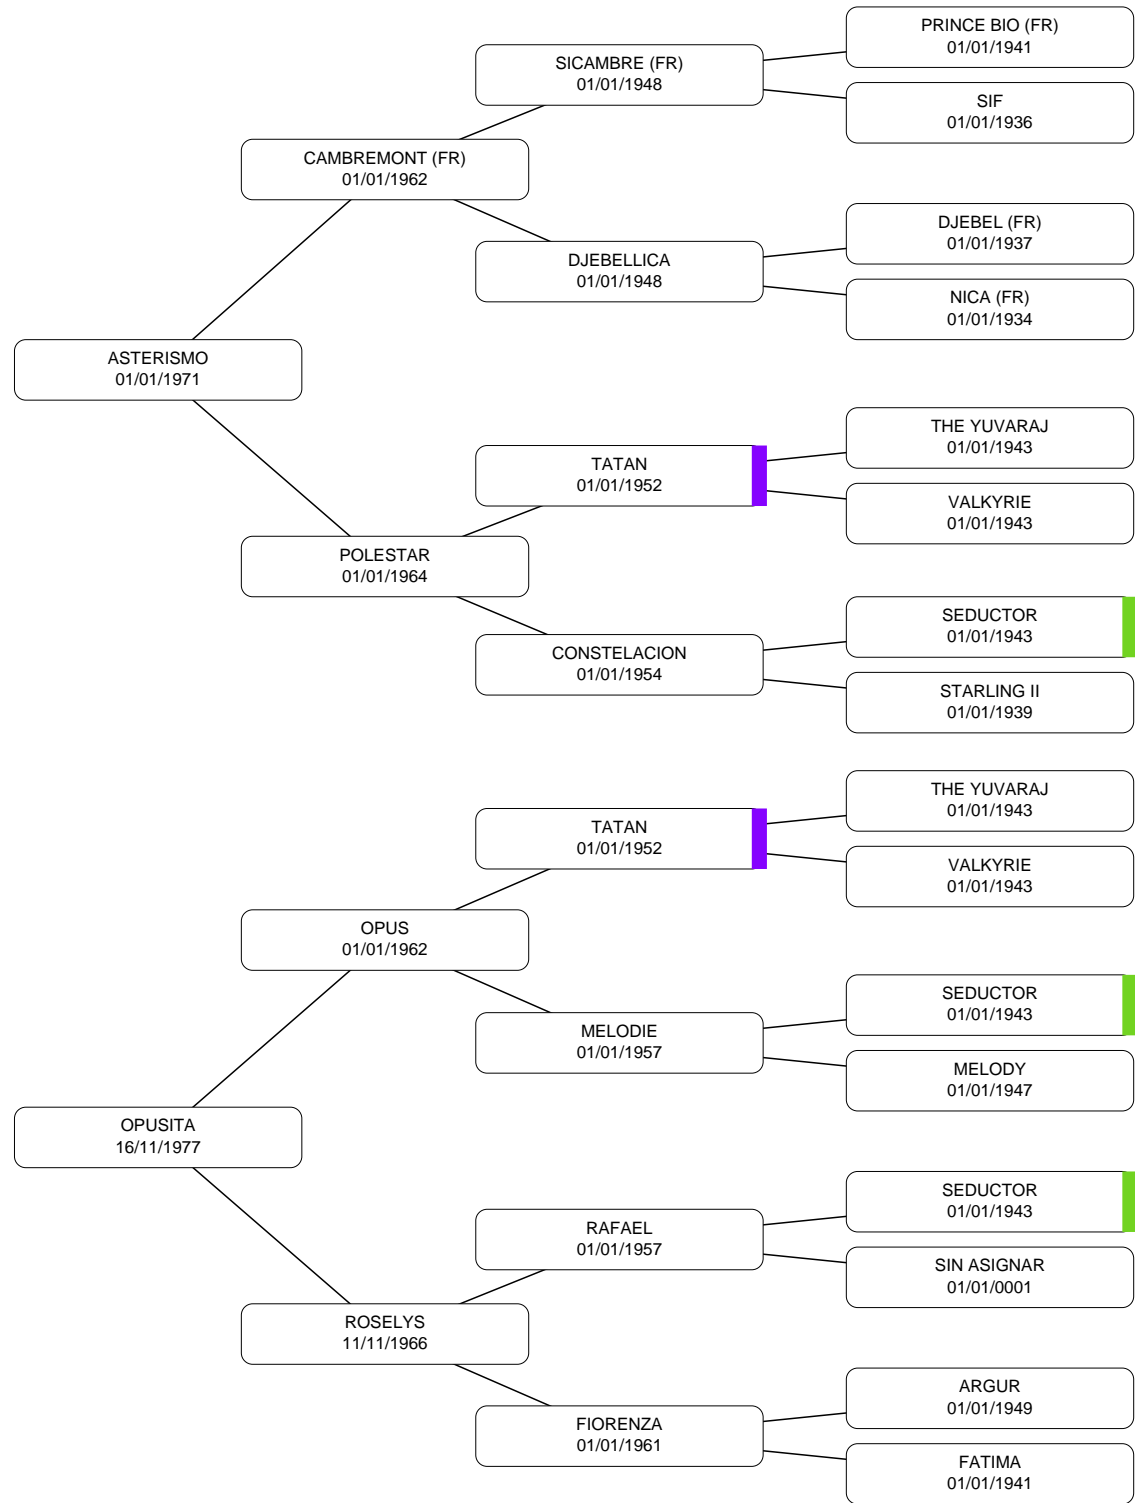 PRINCE BIO (FR)
01/01/1941
SICAMBRE (FR)
01/01/1948
SIF
01/01/1936
CAMBREMONT (FR)
01/01/1962
DJEBEL (FR)
01/01/1937
DJEBELLICA
01/01/1948
NICA (FR)
01/01/1934
ASTERISMO
01/01/1971
THE YUVARAJ
01/01/1943
TATAN
01/01/1952
VALKYRIE
01/01/1943
POLESTAR
01/01/1964
SEDUCTOR
01/01/1943
CONSTELACION
01/01/1954
STARLING II
01/01/1939
THE YUVARAJ
01/01/1943
TATAN
01/01/1952
VALKYRIE
01/01/1943
OPUS
01/01/1962
SEDUCTOR
01/01/1943
MELODIE
01/01/1957
MELODY
01/01/1947
OPUSITA
16/11/1977
SEDUCTOR
01/01/1943
RAFAEL
01/01/1957
SIN ASIGNAR
01/01/0001
ROSELYS
11/11/1966
ARGUR
01/01/1949
FIORENZA
01/01/1961
FATIMA
01/01/1941